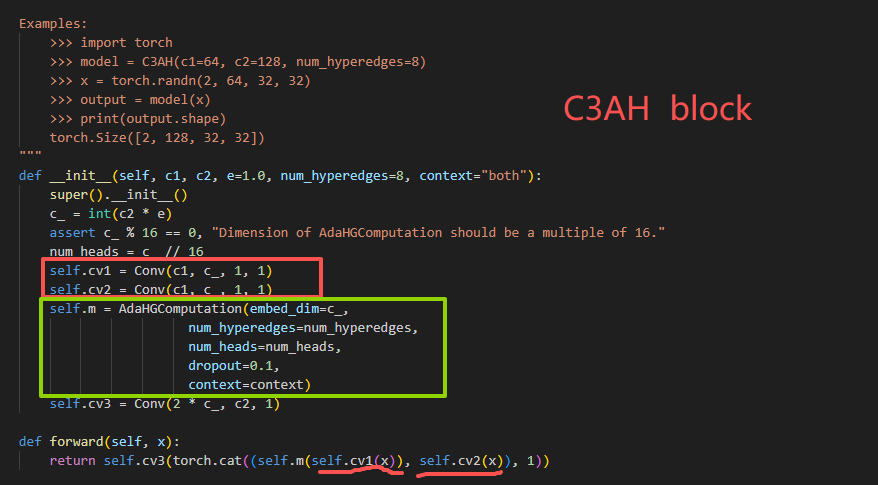 Examples:
>>> import torch
>>> model = C3AH(c1=64, c2=128, num_hyperedges=8)
>>> x = torch.randn(2, 64, 32, 32)
>>> output = model(x)
>>> print(output.shape)
torch.Size([2, 128, 32, 32])
"""
C3AH block
def __init__(self, c1, c2, e=1.0, num_hyperedges=8, context="both"):
super().__init__()
c_ = int(c2 * e)
assert c_ % 16 == 0, "Dimension of AdaHGComputation should be a multiple of 16."
num_heads = c_ // 16
self.cv1 = Conv(c1, c_, 1, 1)
self.cv2 = Conv(c1, c_, 1, 1)
self.m = AdaHGComputation(embed_dim=c_,
num_hyperedges=num_hyperedges,
num_heads=num_heads,
dropout=0.1,
context=context)
self.cv3 = Conv(2 * c_, c2, 1)
def forward(self, x):
return self.cv3(torch.cat((self.m(self.cv1(x)), self.cv2(x)), 1))